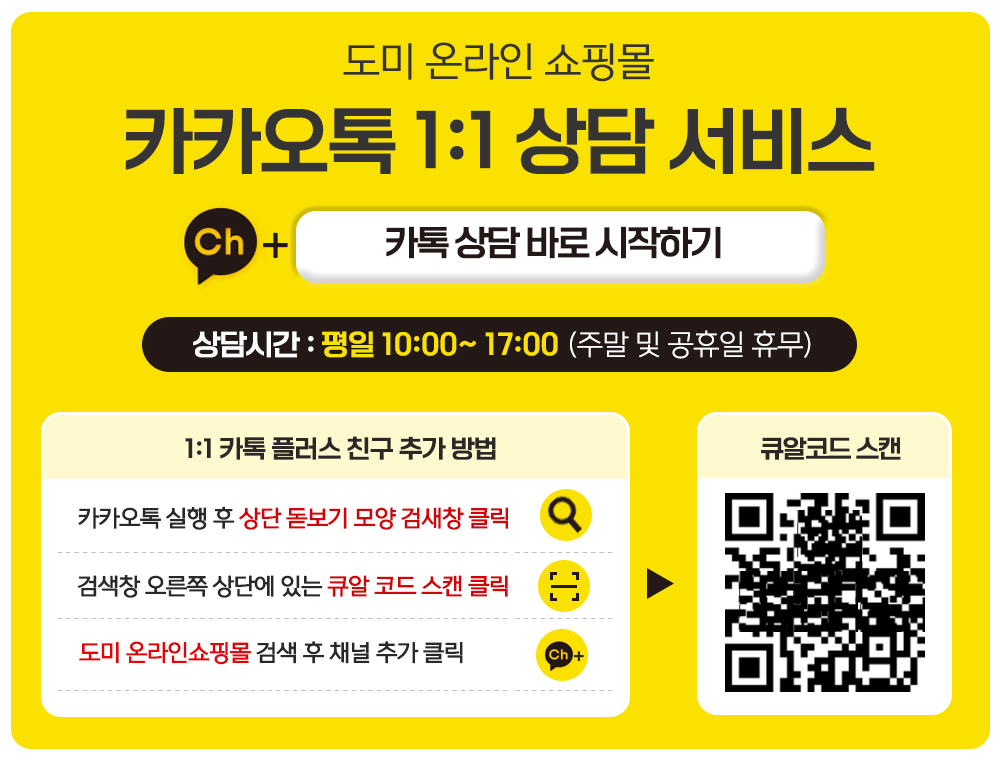 도미 온라인 쇼핑몰
카카오톡 1:1 상담 서비스
Ch + 카톡 상담 바로 시작하기
상담시간 : 평일 10:00~ 17:00 (주말 및 공휴일 휴무)
1:1 카톡 플러스 친구 추가 방법
카카오톡 실행 후 상단 돋보기 모양 검새창 클릭
검색창 오른쪽 상단에 있는 큐알 코드 스캔 클릭
도미 온라인쇼핑몰 검색 후 채널 추가 클릭
Ch+
큐알코드 스캔